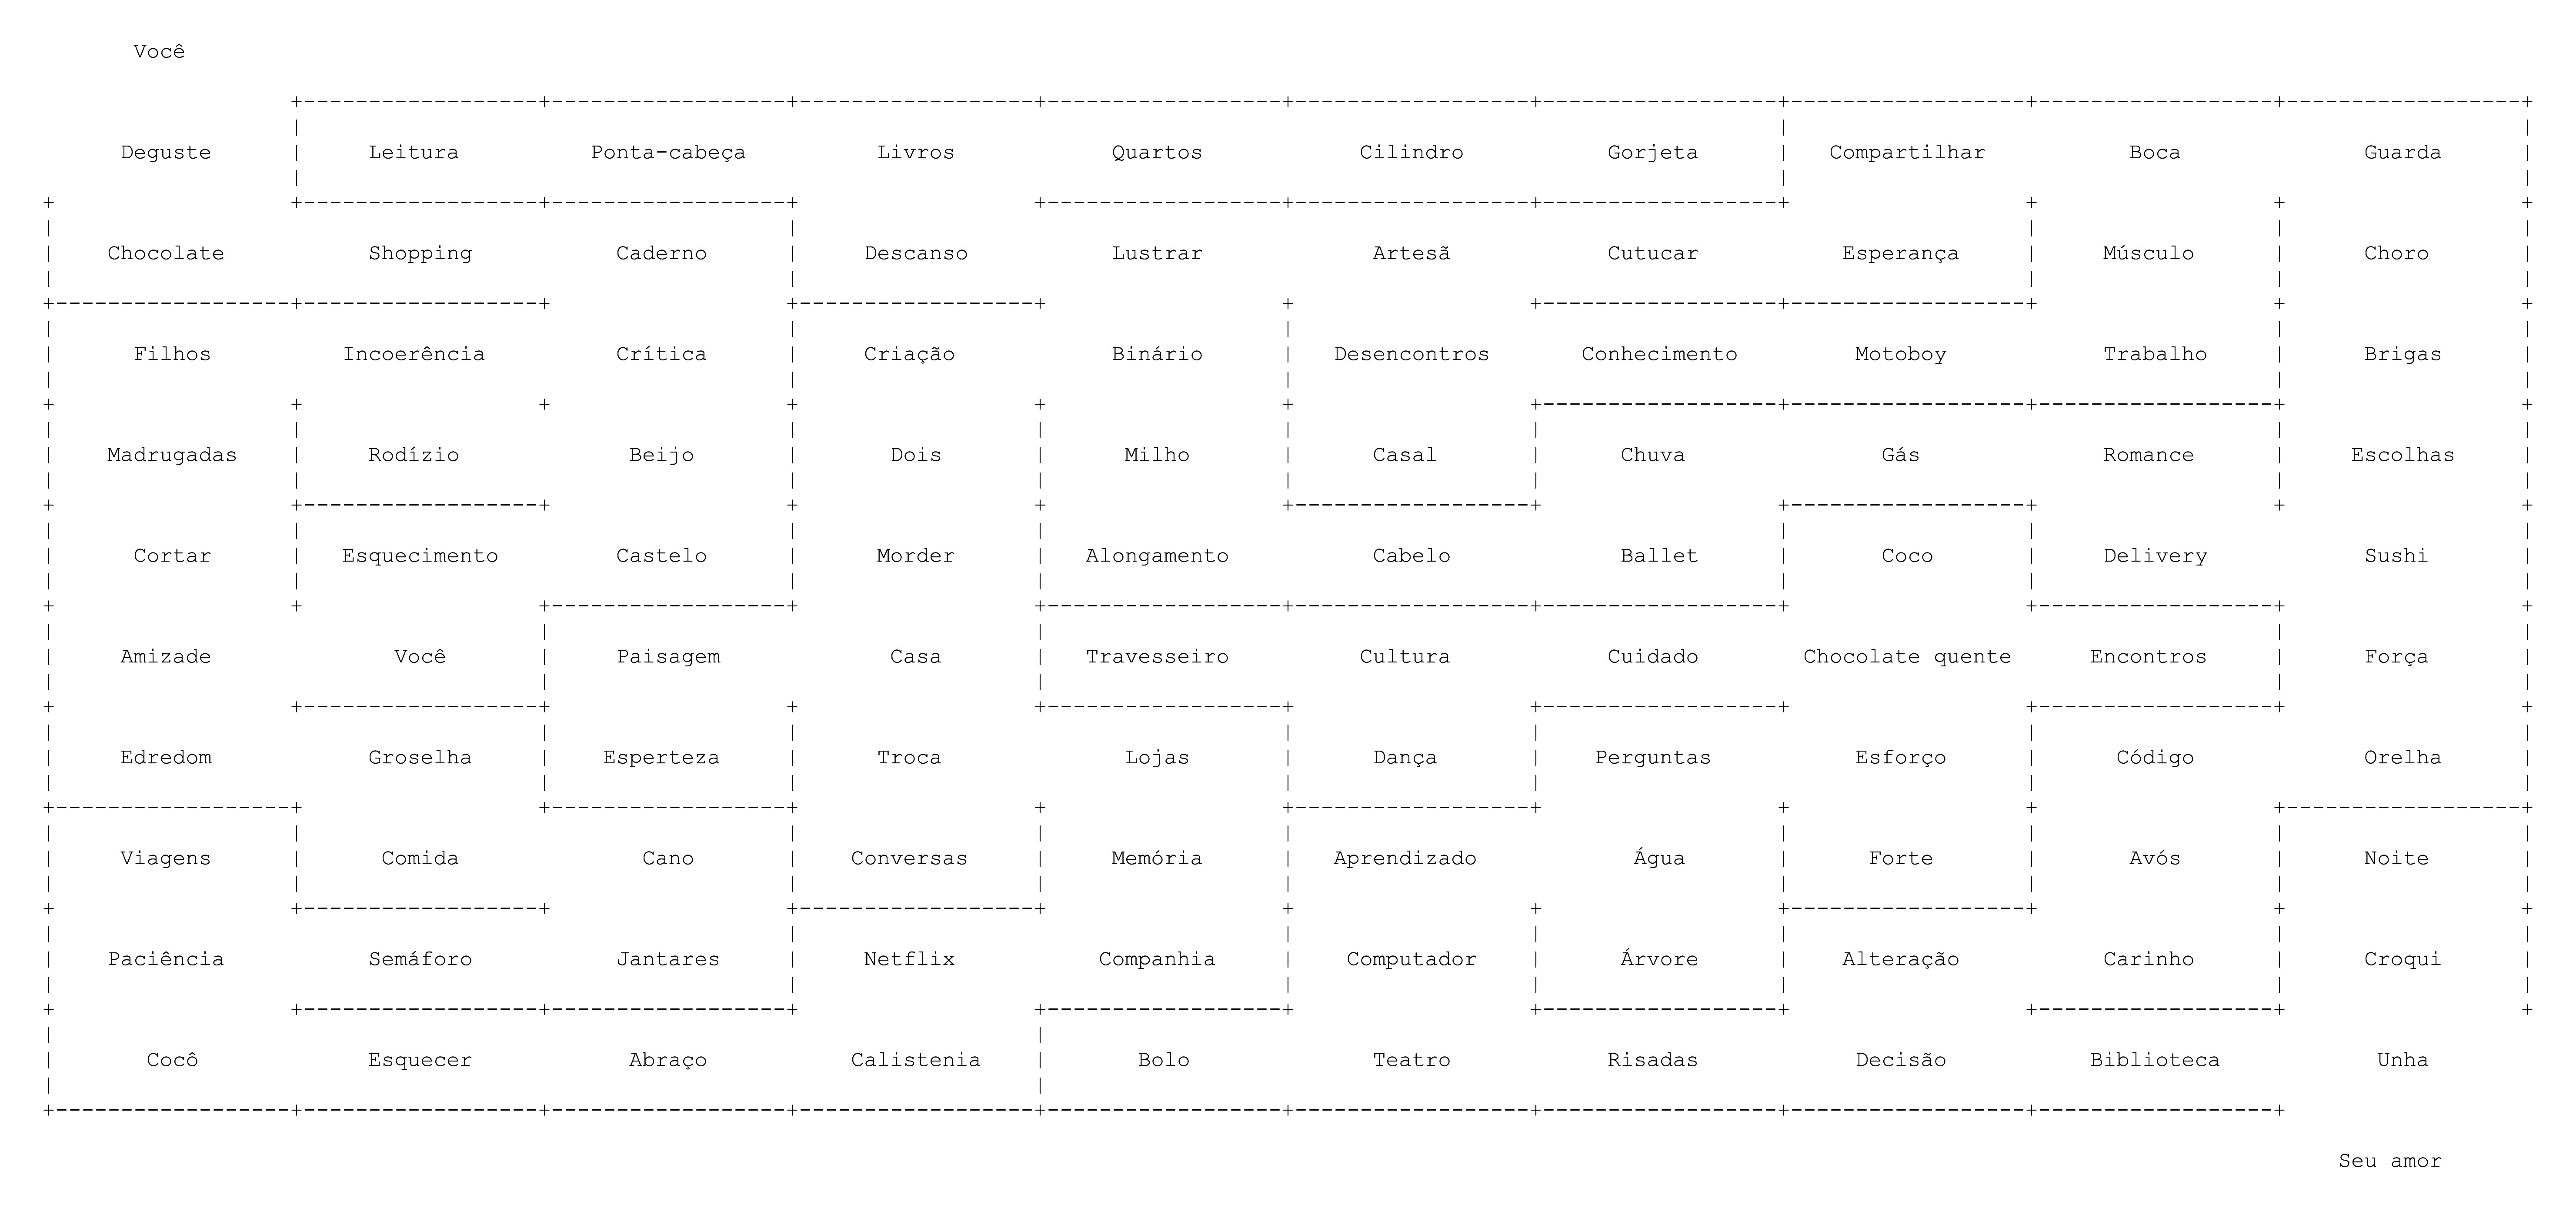 Você
Deguste Leitura Ponta-cabeça Livros Quartos Cilindro Gorjeta Compartilhar Boca Guarda
Chocolate Shopping Caderno Descanso Lustrar Artesã Cutucar Esperança Músculo Choro
Filhos Incoerência Crítica Criação Binário Desencontros Conhecimento Motoboy Trabalho Brigas
Madrugadas Rodízio Beijo Dois Milho Casal Chuva Gás Romance Escolhas
Cortar Esquecimento Castelo Morder Alongamento Cabelo Ballet Coco Delivery Sushi
Amizade Você Paisagem Casa Travesseiro Cultura Cuidado Chocolate quente Encontros Força
Edredom Groselha Esperteza Troca Lojas Dança Perguntas Esforço Código Orelha
Viagens Comida Cano Conversas Memória Aprendizado Água Forte Avós Noite
Paciência Semáforo Jantares Netflix Companhia Computador Árvore Alteração Carinho Croqui
Cocô Esquecer Abraço Calistenia Bolo Teatro Risadas Decisão Biblioteca Unha
Seu amor